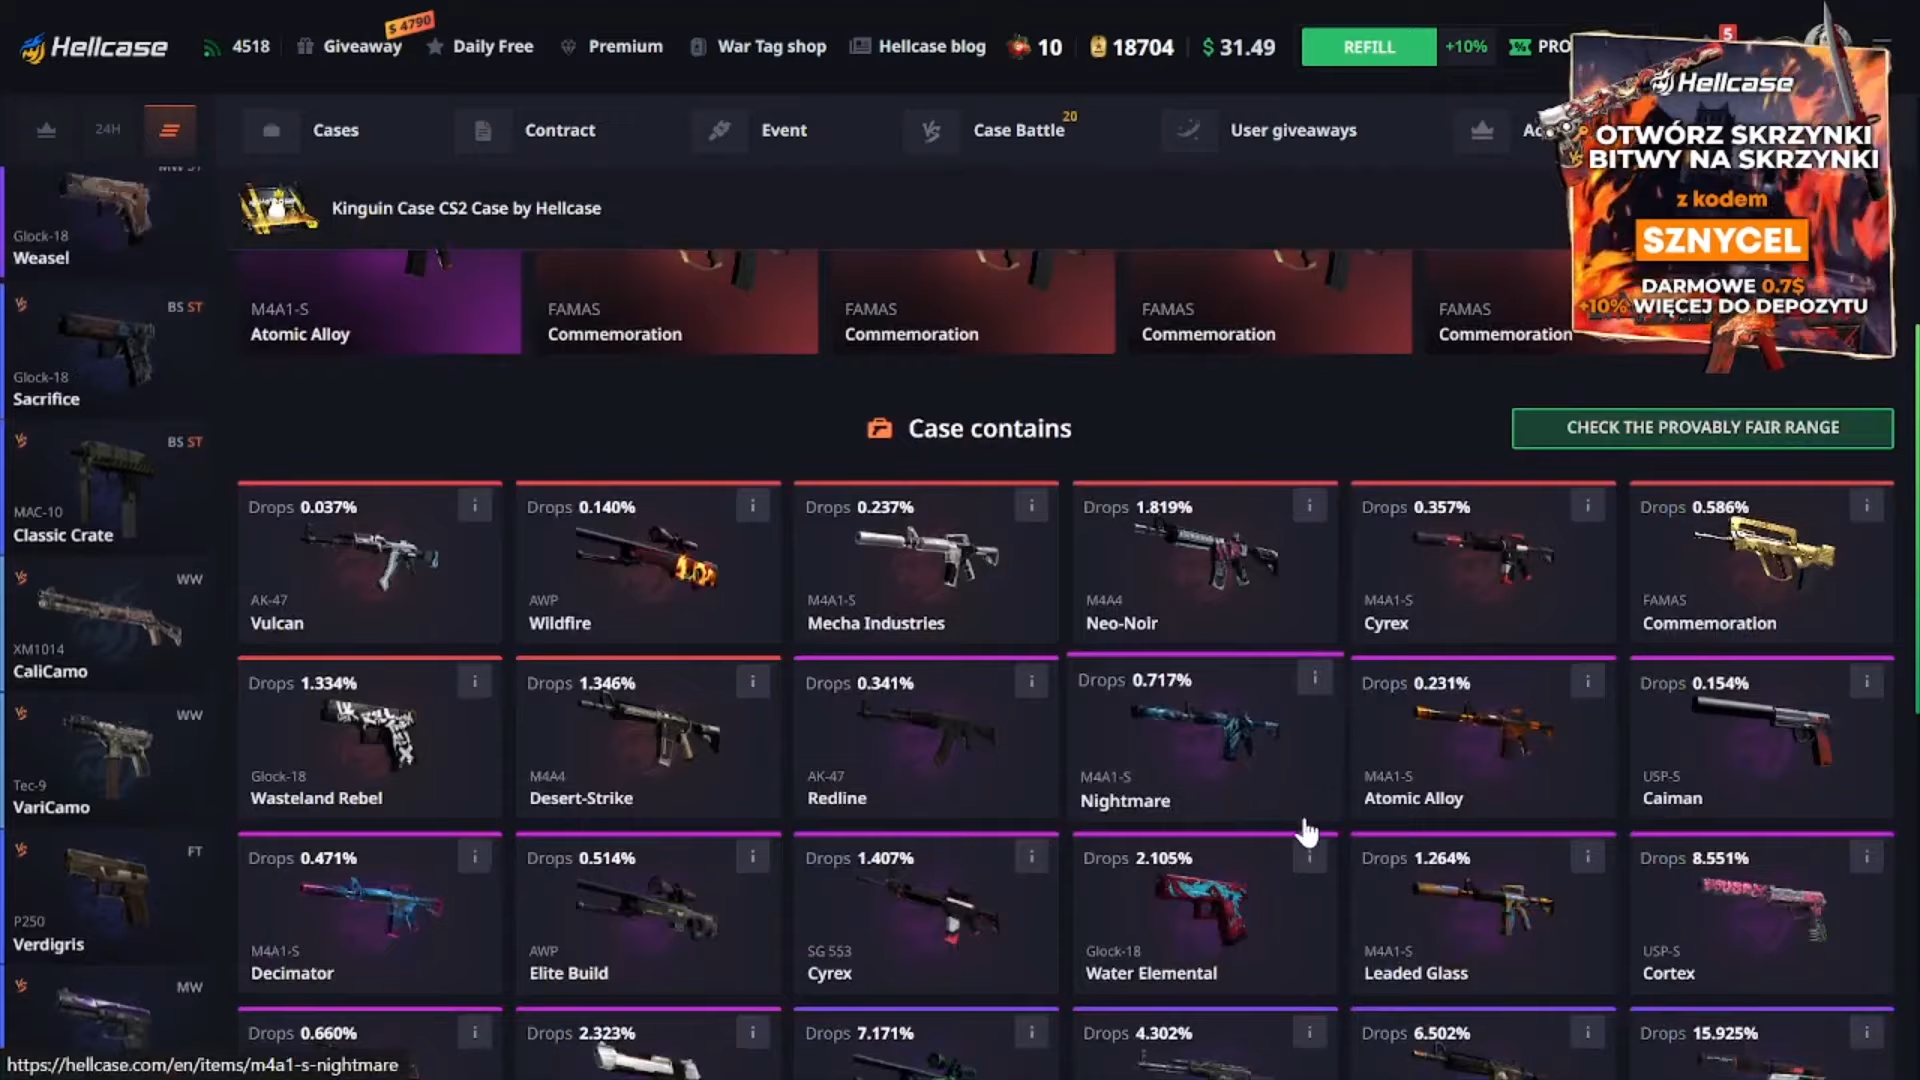 Hellcase
4518
Giveaway
$ 4790
Daily Free
Premium
War Tag shop
Hellcase blog
10
18704
$ 31.49
REFILL
+10%
PRO
5
24H
Cases
Contract
Event
Case Battle
20
User giveaways
Kinguin Case CS2 Case by Hellcase
Hellcase
OTWÓRZ SKRZYNKI
BITWY NA SKRZYNKI
z kodem
SZNYCEL
DARMOWE 0.7$
+10% WIĘCEJ DO DEPOZYTU
Glock-18
Weasel
BS ST
Glock-18
Sacrifice
BS ST
MAC-10
Classic Crate
WW
XM1014
CaliCamo
WW
Tec-9
VariCamo
FT
P250
Verdigris
MW
M4A1-S
Atomic Alloy
FAMAS
Commemoration
FAMAS
Commemoration
FAMAS
Commemoration
FAMAS
Commemoration
Case contains
CHECK THE PROVABLY FAIR RANGE
Drops 0.037%
AK-47
Vulcan
Drops 0.140%
AWP
Wildfire
Drops 0.237%
M4A1-S
Mecha Industries
Drops 1.819%
M4A4
Neo-Noir
Drops 0.357%
M4A1-S
Cyrex
Drops 0.586%
FAMAS
Commemoration
Drops 1.334%
Glock-18
Wasteland Rebel
Drops 1.346%
M4A4
Desert-Strike
Drops 0.341%
AK-47
Redline
Drops 0.717%
M4A1-S
Nightmare
Drops 0.231%
M4A1-S
Atomic Alloy
Drops 0.154%
USP-S
Caiman
Drops 0.471%
M4A1-S
Decimator
Drops 0.514%
AWP
Elite Build
Drops 1.407%
SG 553
Cyrex
Drops 2.105%
Glock-18
Water Elemental
Drops 1.264%
M4A1-S
Leaded Glass
Drops 8.551%
USP-S
Cortex
Drops 0.660%
Drops 2.323%
Drops 7.171%
Drops 4.302%
Drops 6.502%
Drops 15.925%
https://hellcase.com/en/items/m4a1-s-nightmare